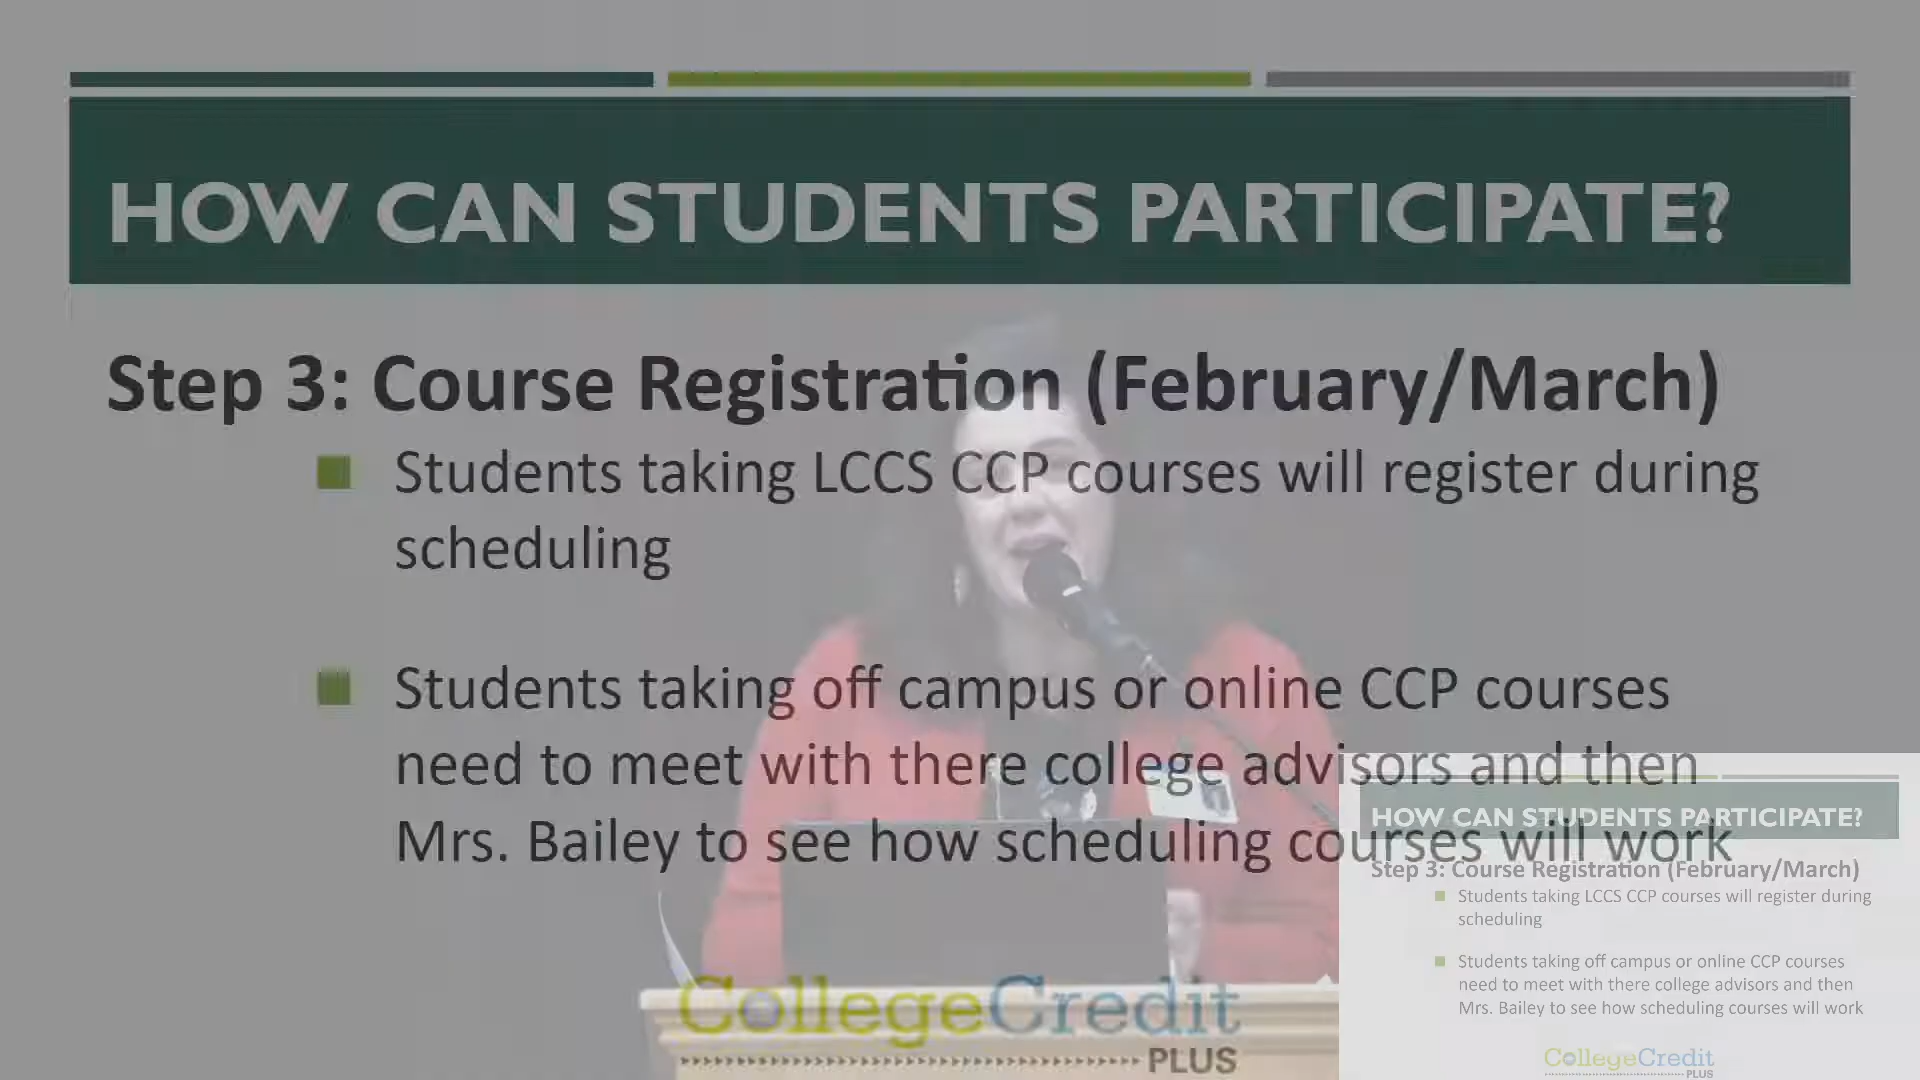 HOW CAN STUDENTS PARTICIPATE?
Step 3: Course Registration (February/March)
Students taking LCCS CCP courses will register during
scheduling
Students taking off campus or online CCP courses
need to meet with there college advisors and then
Mrs. Bailey to see how scheduling courses will work
CollegeCredit
PLUS
HOW CAN STUDENTS PARTICIPATE?
Step 3: Course Registration (February/March)
Students taking LCCS CCP courses will register during
scheduling
Students taking off campus or online CCP courses
need to meet with there college advisors and then
Mrs. Bailey to see how scheduling courses will work
CollegeCredit
PLUS